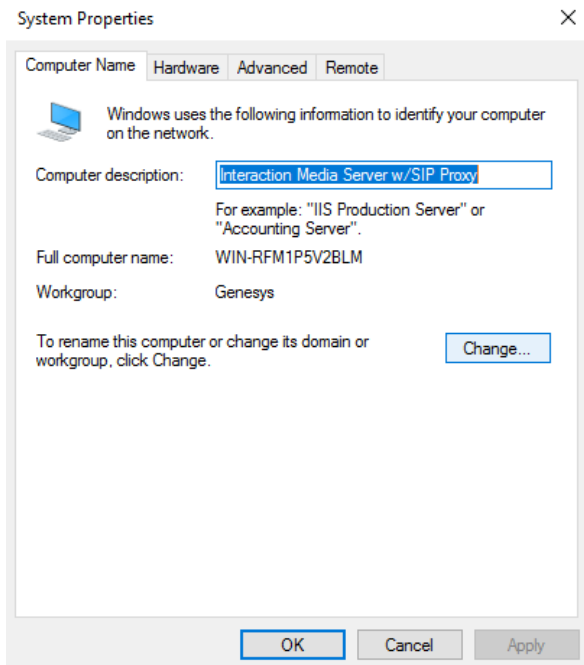 System Properties
Computer Name Hardware Advanced Remote
Windows uses the following information to identify your computer
on the network.
Computer description: Interaction Media Server w/SIP Proxy
For example: "IIS Production Server" or
"Accounting Server".
Full computer name: WIN-RFM1P5V2BLM
Workgroup: Genesys
To rename this computer or change its domain or
workgroup, click Change.
Change...
OK Cancel Apply